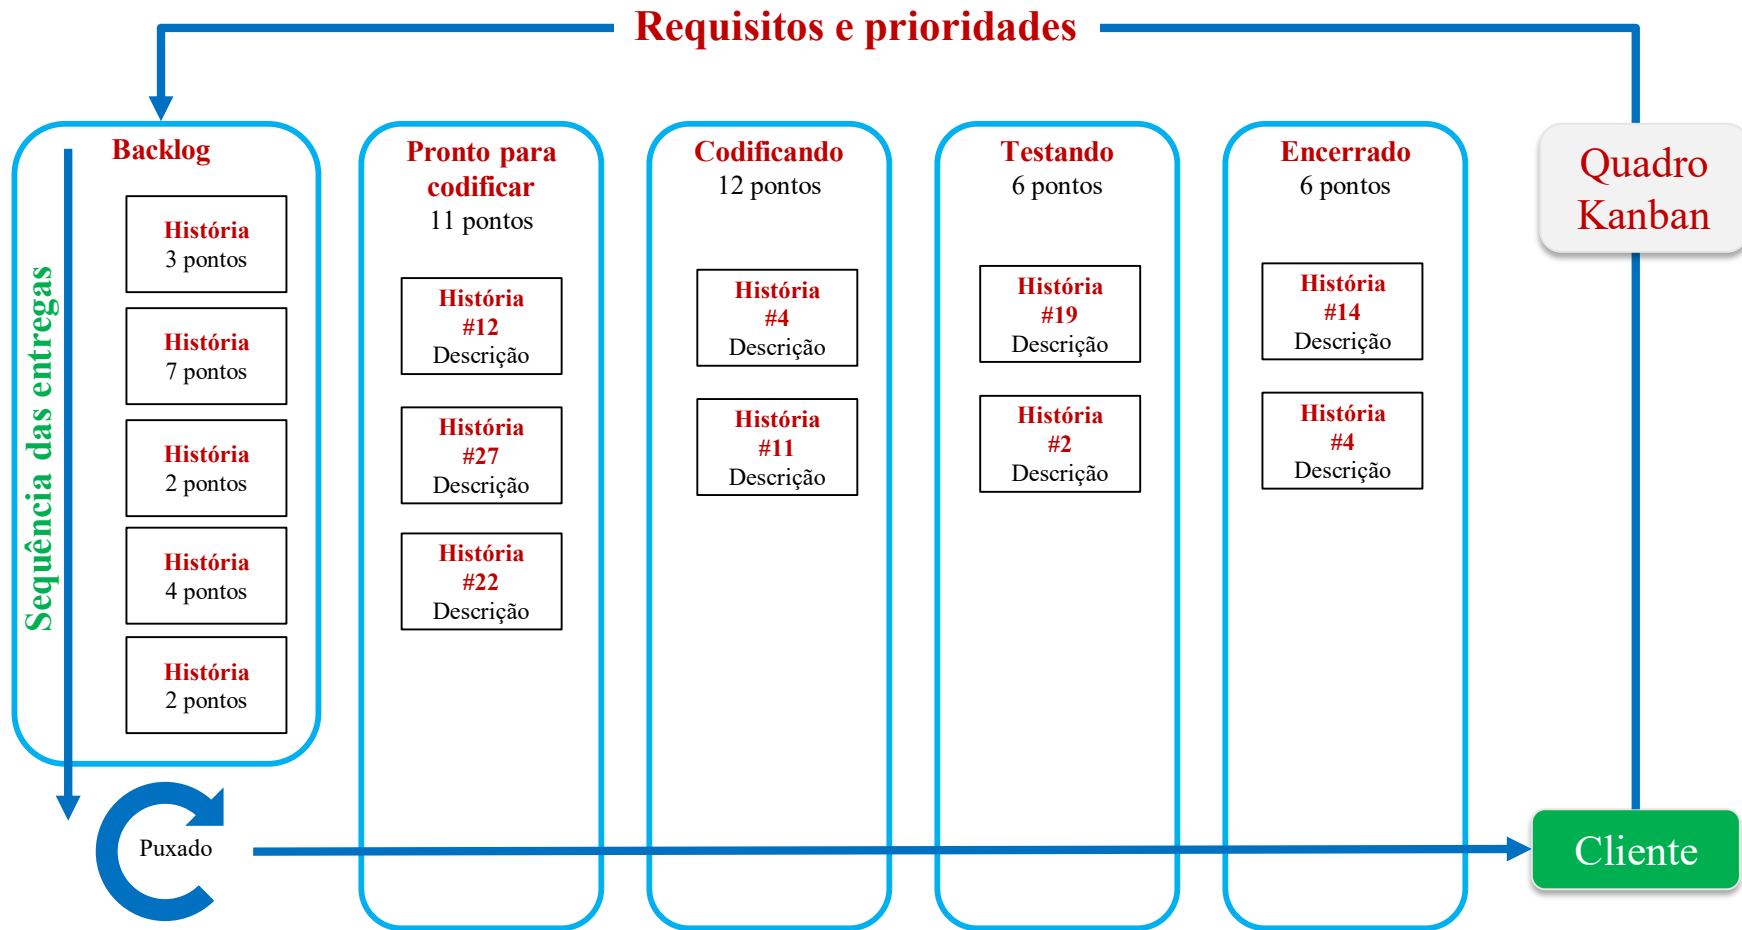 Requisitos e prioridades
Backlog
História
3 pontos
História
7 pontos
História
2 pontos
História
4 pontos
História
2 pontos
Sequência das entregas
Puxado
Pronto para
codificar
11 pontos
História
#12
Descrição
História
#27
Descrição
História
#22
Descrição
Codificando
12 pontos
História
#4
Descrição
História
#11
Descrição
Testando
6 pontos
História
#19
Descrição
História
#2
Descrição
Encerrado
6 pontos
História
#14
Descrição
História
#4
Descrição
Quadro
Kanban
Cliente